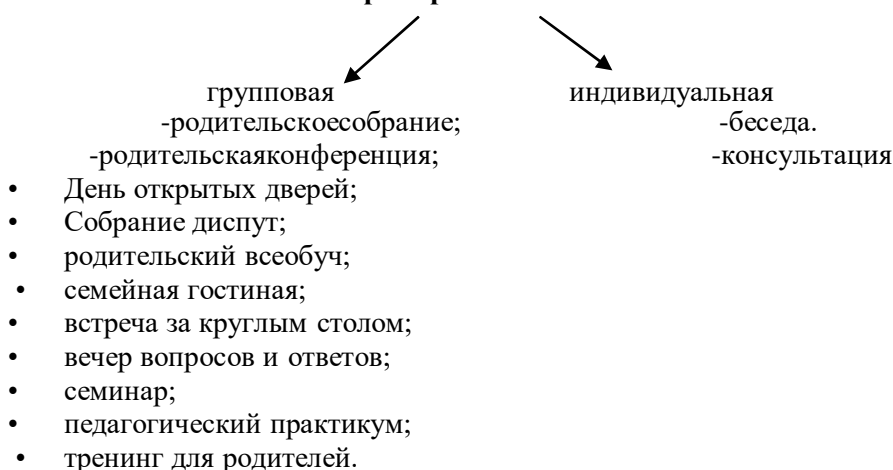 групповая индивидуальная
-родительскоесобрание; -беседа.
-родительскаяконференция; -консультация
• День открытых дверей;
• Собрание диспут;
• родительский всеобуч;
• семейная гостиная;
• встреча за круглым столом;
• вечер вопросов и ответов;
• семинар;
• педагогический практикум;
• тренинг для родителей.